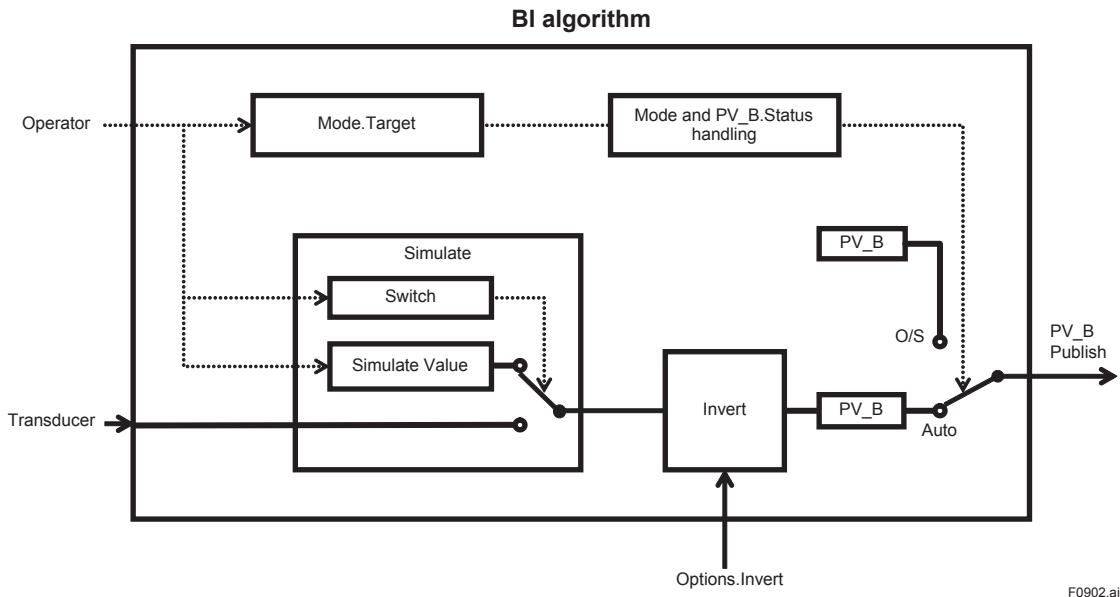 BI algorithm
Operator
Mode.Target
Mode and PV_B.Status
handling
Simulate
Switch
Simulate Value
Transducer
Invert
PV_B
O/S
PV_B
Auto
PV_B
Publish
Options.Invert
F0902.ai